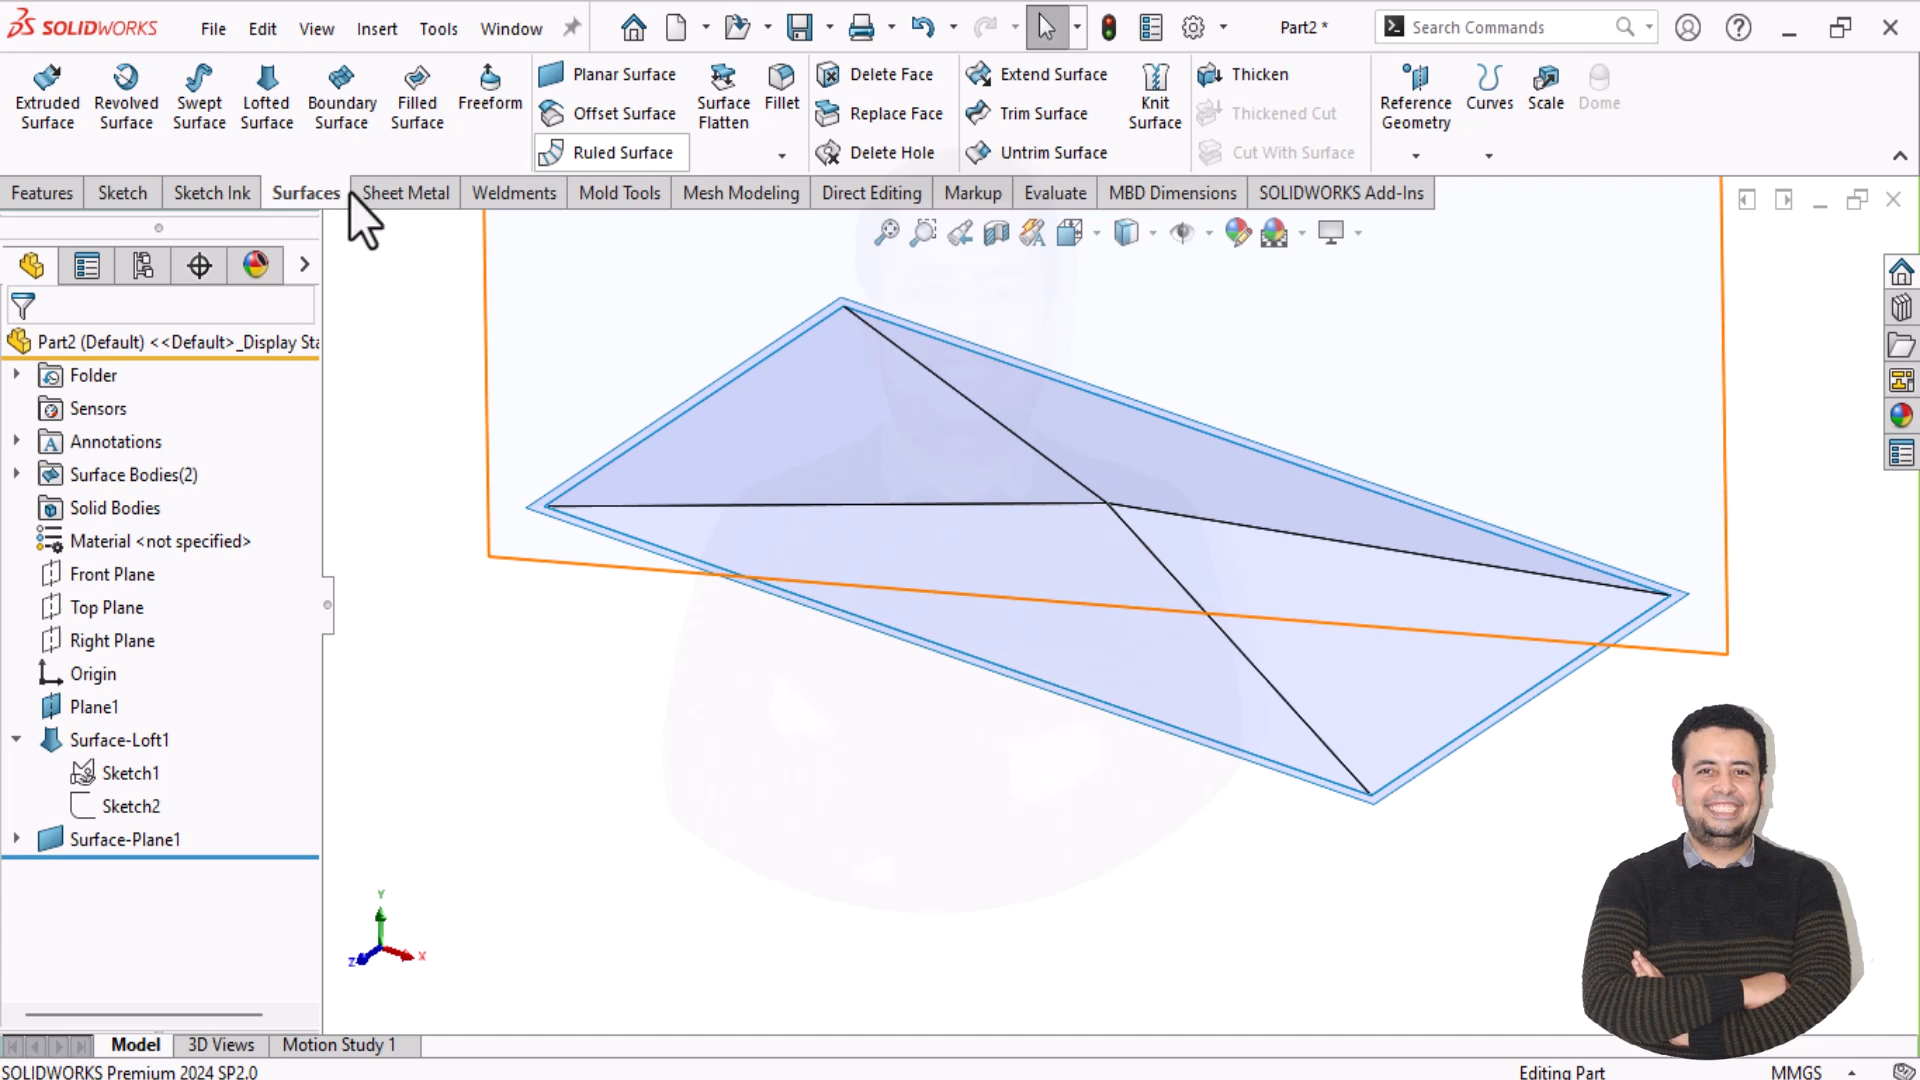 SOLIDWORKS File Edit View Insert Tools Window Part2 * Search Commands
Extruded Surface
Revolved Surface
Swept Surface
Lofted Surface
Boundary Surface
Filled Surface
Freeform
Planar Surface
Offset Surface
Ruled Surface
Surface Flatten
Fillet
Delete Face
Replace Face
Delete Hole
Extend Surface
Trim Surface
Untrim Surface
Knit Surface
Thicken
Thickened Cut
Cut With Surface
Reference Geometry
Curves
Scale
Dome
Features Sketch Sketch Ink Surfaces Sheet Metal Weldments Mold Tools Mesh Modeling Direct Editing Markup Evaluate MBD Dimensions SOLIDWORKS Add-Ins
Part2 (Default) <<Default>_Display Sta
Folder
Sensors
Annotations
Surface Bodies(2)
Solid Bodies
Material <not specified>
Front Plane
Top Plane
Right Plane
Origin
Plane1
Surface-Loft1
Sketch1
Sketch2
Surface-Plane1
Y
Z
X
Model 3D Views Motion Study 1
SOLIDWORKS Premium 2024 SP2.0 Editing Part MMGS